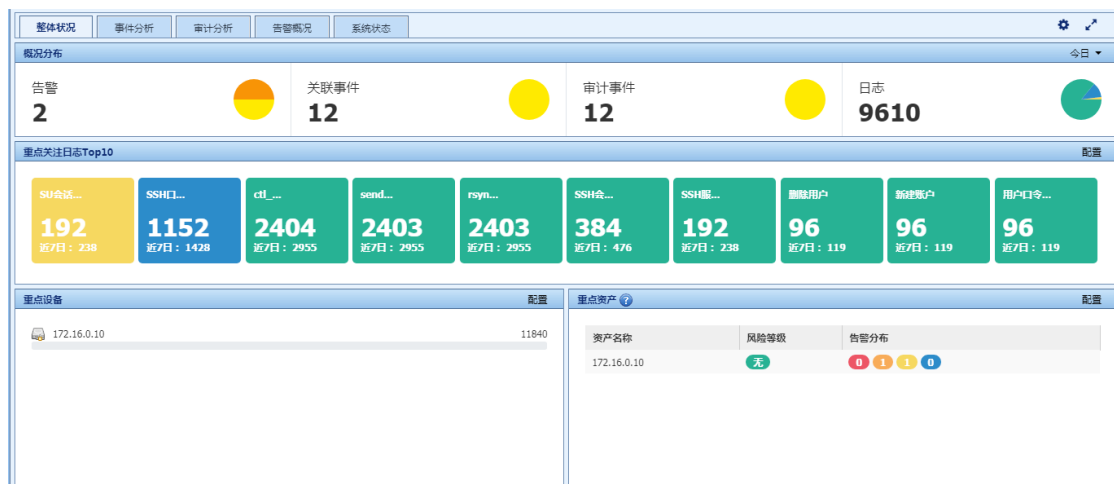 整体状况 事件分析 审计分析 告警概况 系统状态
概况分布 今日
告警 关联事件 审计事件 日志
2 12 12 9610
重点关注日志Top10 配置
SU会话... SSH口... ctl_... send... rsyn... SSH会... SSH服... 删除用户 新建账户 用户口令...
192 1152 2404 2403 2403 384 192 96 96 96
近7日：238 近7日：1428 近7日：2955 近7日：2955 近7日：2955 近7日：476 近7日：238 近7日：119 近7日：119 近7日：119
重点设备 配置 重点资产 ? 配置
172.16.0.10 11840
资产名称 风险等级 告警分布
172.16.0.10 无 0 1 1 0